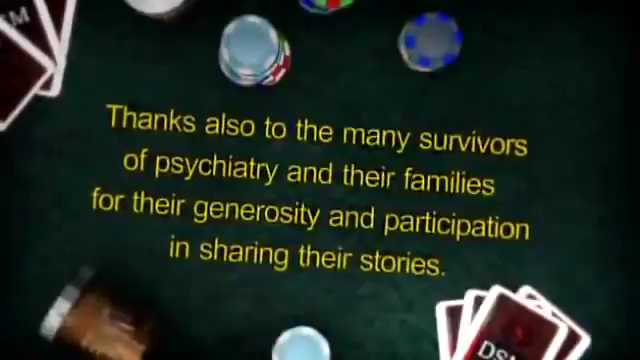 Thanks also to the many survivors
of psychiatry and their families
for their generosity and participation
in sharing their stories.